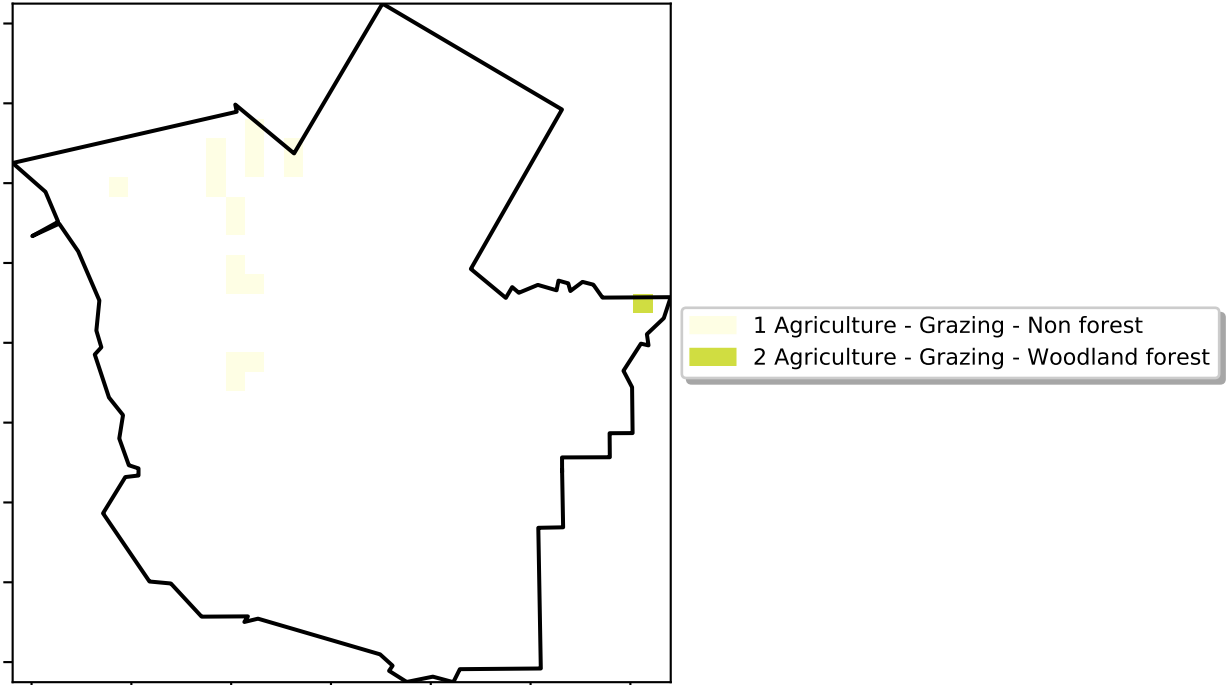 1 Agriculture - Grazing - Non forest
2 Agriculture - Grazing - Woodland forest